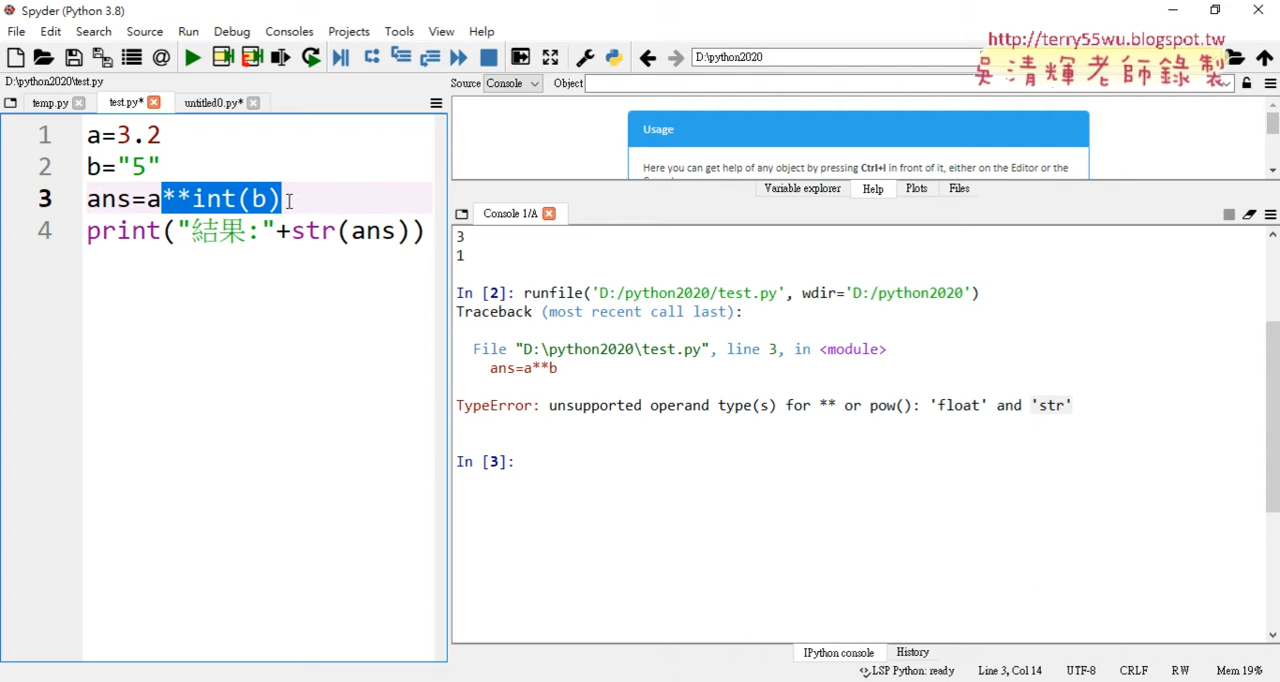 Spyder (Python 3.8)
File Edit Search Source Run Debug Consoles Projects Tools View Help
http://terry55wu.blogspot.tw
吳清輝老師錄製
D:\python2020
D:\python2020\test.py
Source Console Object
temp.py test.py* untitled0.py*
1 a=3.2
2 b="5"
3 ans=a**int(b)
4 print("結果:"+str(ans))
Usage
Here you can get help of any object by pressing Ctrl+I in front of it, either on the Editor or the
Variable explorer Help Plots Files
Console 1/A
3
1
In [2]: runfile('D:/python2020/test.py', wdir='D:/python2020')
Traceback (most recent call last):
File "D:\python2020\test.py", line 3, in <module>
ans=a**b
TypeError: unsupported operand type(s) for ** or pow(): 'float' and 'str'
In [3]:
IPython console History
LSP Python: ready Line 3, Col 14 UTF-8 CRLF RW Mem 19%